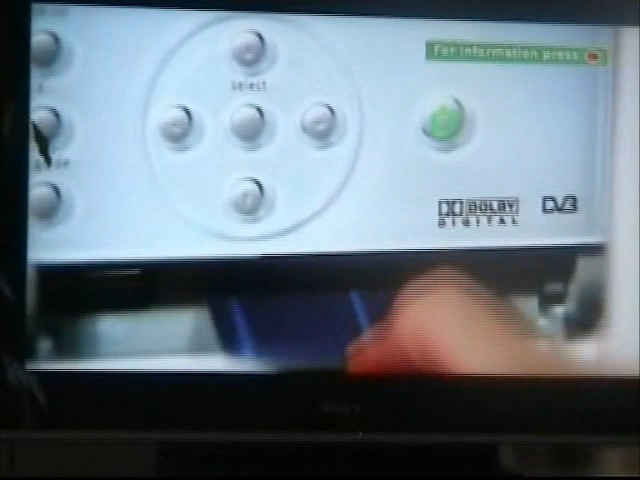 For information press
select
DOLBY
DIGITAL
DVB